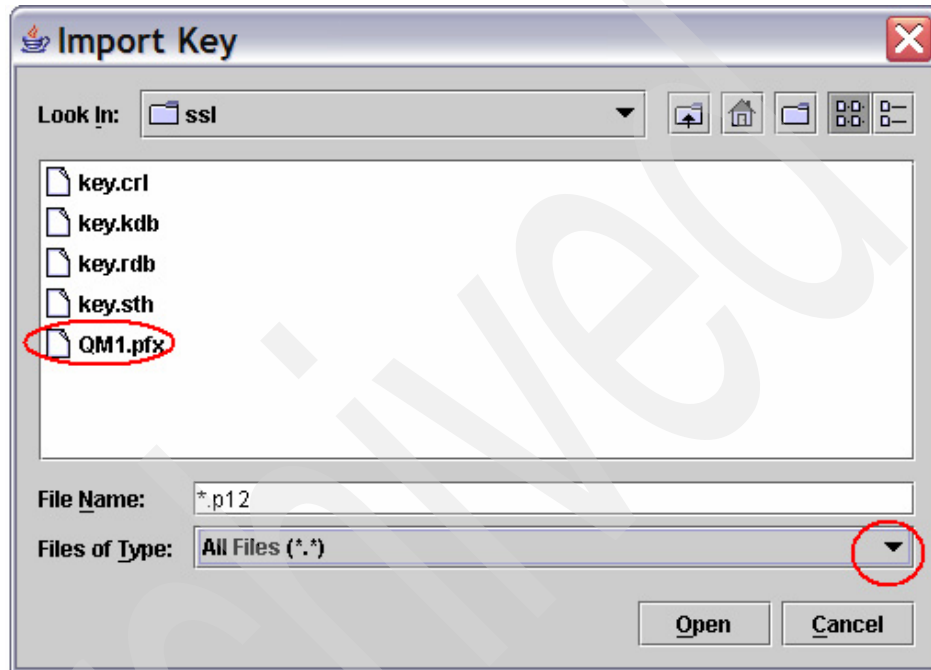 Import Key
Look In: ssl
key.crl
key.kdb
key.rdb
key.sth
QM1.pfx
File Name: *.p12
Files of Type: All Files (*.*)
Open Cancel